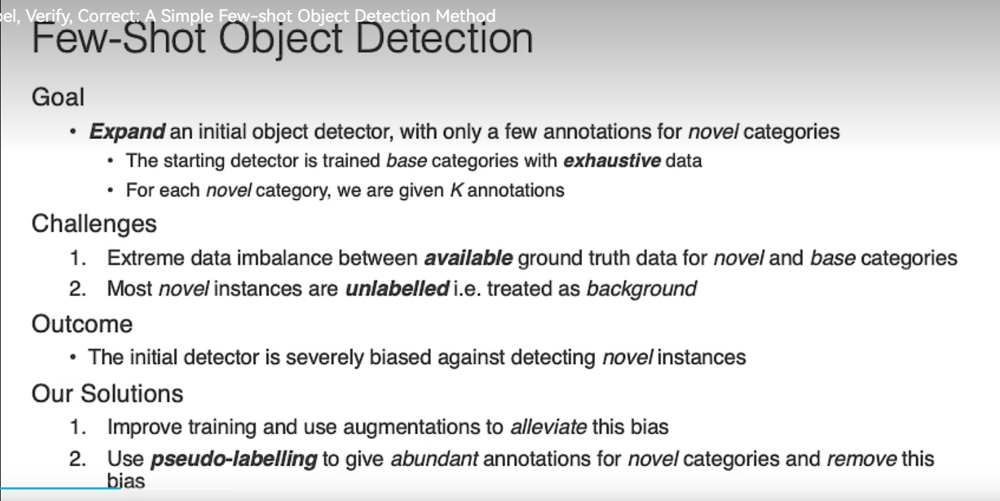 el, Verify, Correct: A Simple Few-shot Object Detection Method
Few-Shot Object Detection
Goal
• Expand an initial object detector, with only a few annotations for novel categories
• The starting detector is trained base categories with exhaustive data
• For each novel category, we are given K annotations
Challenges
1. Extreme data imbalance between available ground truth data for novel and base categories
2. Most novel instances are unlabelled i.e. treated as background
Outcome
• The initial detector is severely biased against detecting novel instances
Our Solutions
1. Improve training and use augmentations to alleviate this bias
2. Use pseudo-labelling to give abundant annotations for novel categories and remove this
bias